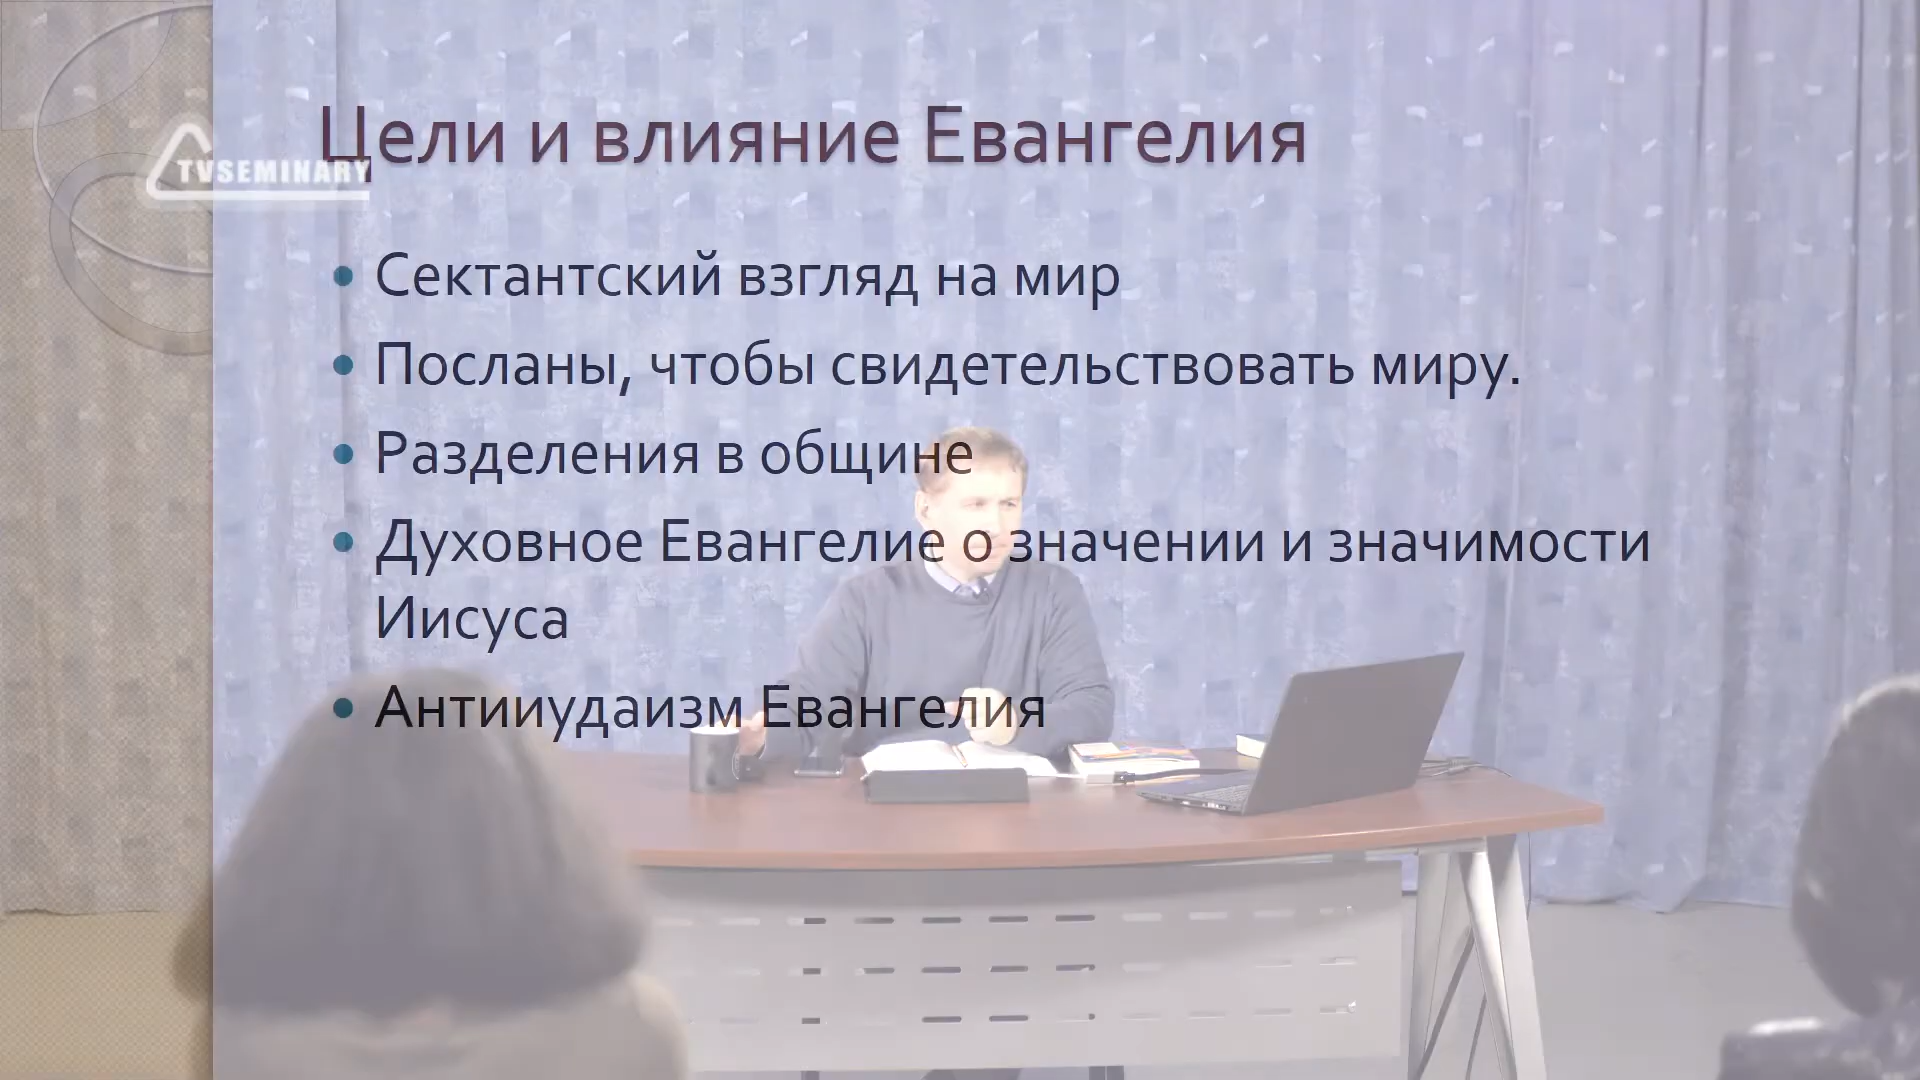 Цели и влияние Евангелия
TVSEMINARY
Сектантский взгляд на мир
Посланы, чтобы свидетельствовать миру.
Разделения в общине
Духовное Евангелие о значении и значимости
Иисуса
Антииудаизм Евангелия